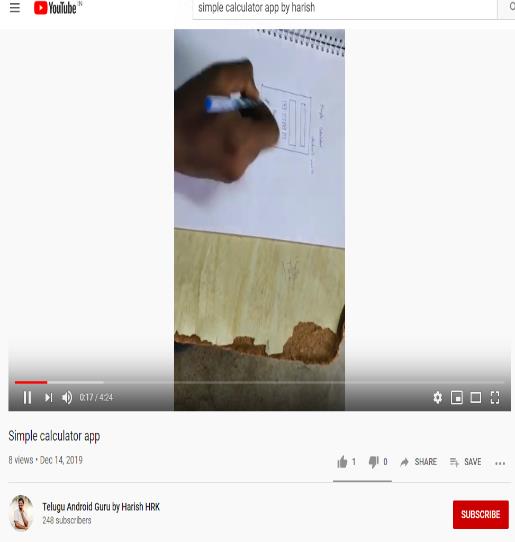 YouTube IN
simple calculator app by harish
0:17 / 4:24
Simple calculator app
8 views • Dec 14, 2019
1
0
SHARE
SAVE
Telugu Android Guru by Harish HRK
248 subscribers
SUBSCRIBE